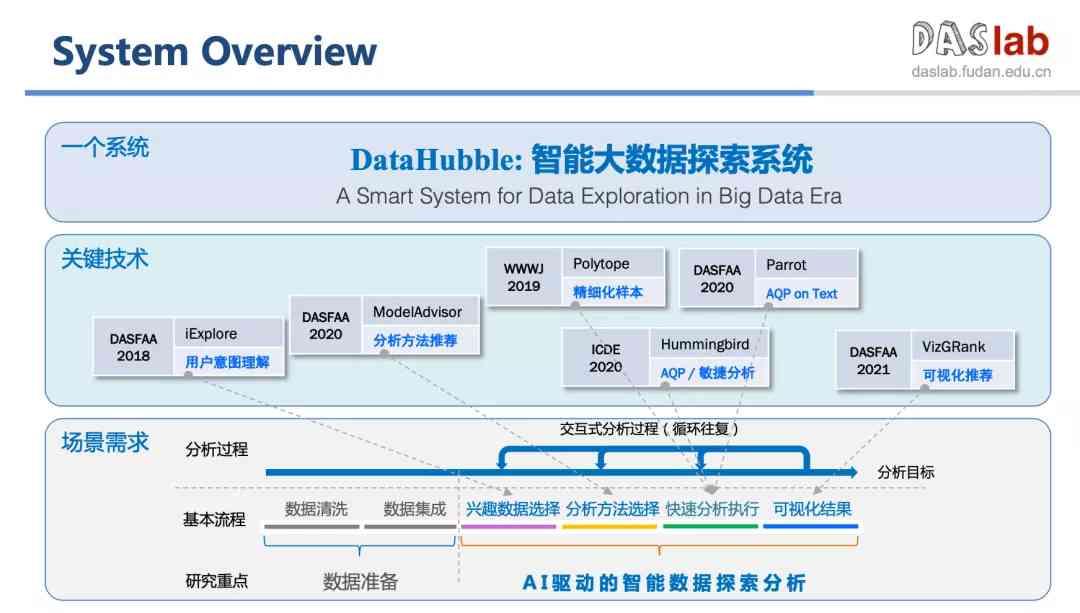 System Overview
DASlab
daslab.fudan.edu.cn
一个系统
DataHubble: 智能大数据探索系统
A Smart System for Data Exploration in Big Data Era
关键技术
DASFAA 2018
iExplore
用户意图理解
DASFAA 2020
ModelAdvisor
分析方法推荐
WWWJ 2019
Polytope
精细化样本
DASFAA 2020
Parrot
AQP on Text
ICDE 2020
Hummingbird
AQP / 敏捷分析
DASFAA 2021
VizGRank
可视化推荐
场景需求
交互式分析过程（循环往复）
分析过程
分析目标
基本流程
数据清洗
数据集成
兴趣数据选择
分析方法选择
快速分析执行
可视化结果
研究重点
数据准备
AI驱动的智能数据探索分析